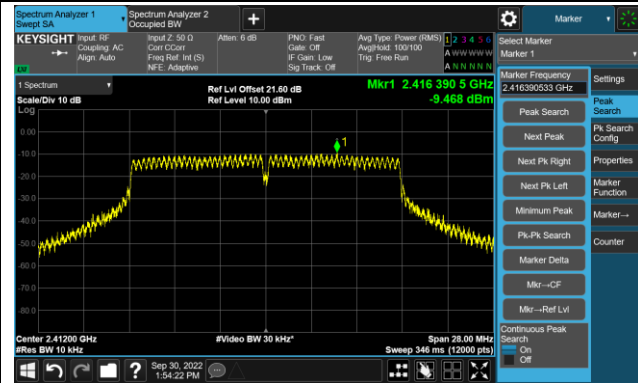 Spectrum Analyzer 1
Swept SA
Spectrum Analyzer 2
Occupied BW
+
Marker
KEYSIGHT
Input: RF
Coupling: AC
Align: Auto
Input Z: 50 Ω
Corr CCorr
Freq Ref: Int (S)
NFE: Adaptive
Atten: 6 dB
PNO: Fast
Gate: Off
IF Gain: Low
Sig Track: Off
Avg Type: Power (RMS)
Avg|Hold: 100/100
Trig: Free Run
1 2 3 4 5 6
A W W W W W
A N N N N N
Select Marker
Marker 1
1 Spectrum
Scale/Div 10 dB
Log
Ref Lvl Offset 21.60 dB
Ref Level 10.00 dBm
Mkr1 2.416 390 5 GHz
-9.468 dBm
1
0.00
-10.0
-20.0
-30.0
-40.0
-50.0
-60.0
-70.0
-80.0
Center 2.41200 GHz
#Res BW 10 kHz
#Video BW 30 kHz*
Span 28.00 MHz
Sweep 346 ms (12000 pts)
Marker Frequency
2.416390533 GHz
Peak Search
Next Peak
Next Pk Right
Next Pk Left
Minimum Peak
Pk-Pk Search
Marker Delta
Mkr→CF
Mkr→Ref Lvl
Continuous Peak
Search
On
Off
Settings
Peak
Search
Pk Search
Config
Properties
Marker
Function
Marker→
Counter
?
Sep 30, 2022
1:54:22 PM